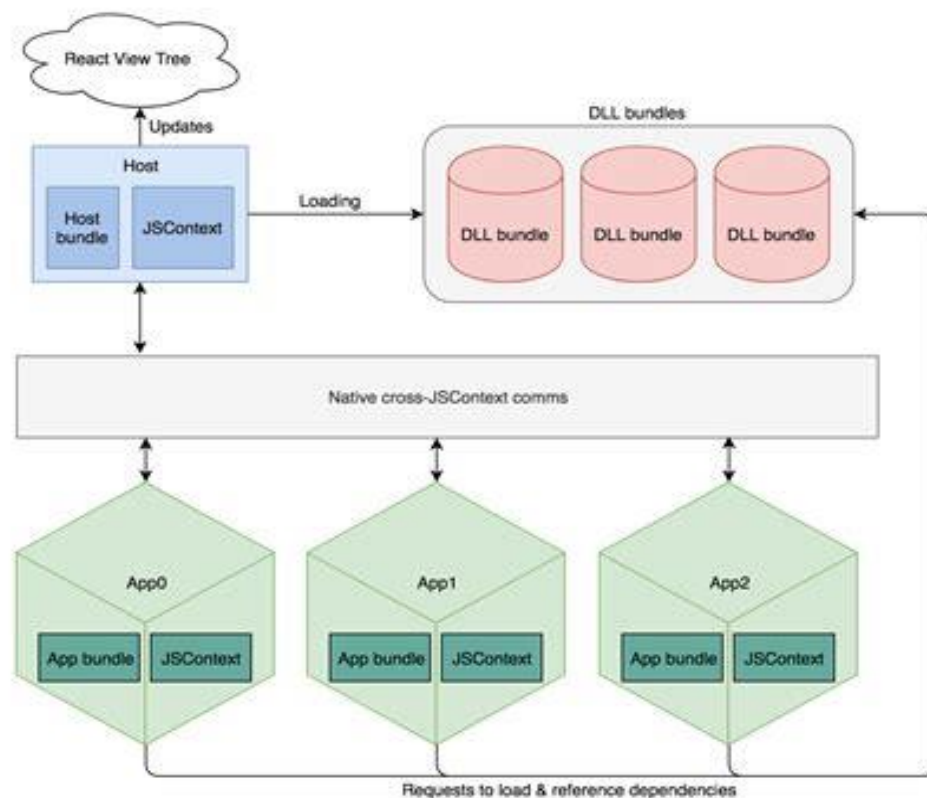 React View Tree
Updates
DLL bundles
Host
Host
bundle
JSContext
Loading
DLL bundle
DLL bundle
DLL bundle
Native cross-JSContext comms
App0
App1
App2
App bundle
JSContext
App bundle
JSContext
App bundle
JSContext
Requests to load & reference dependencies